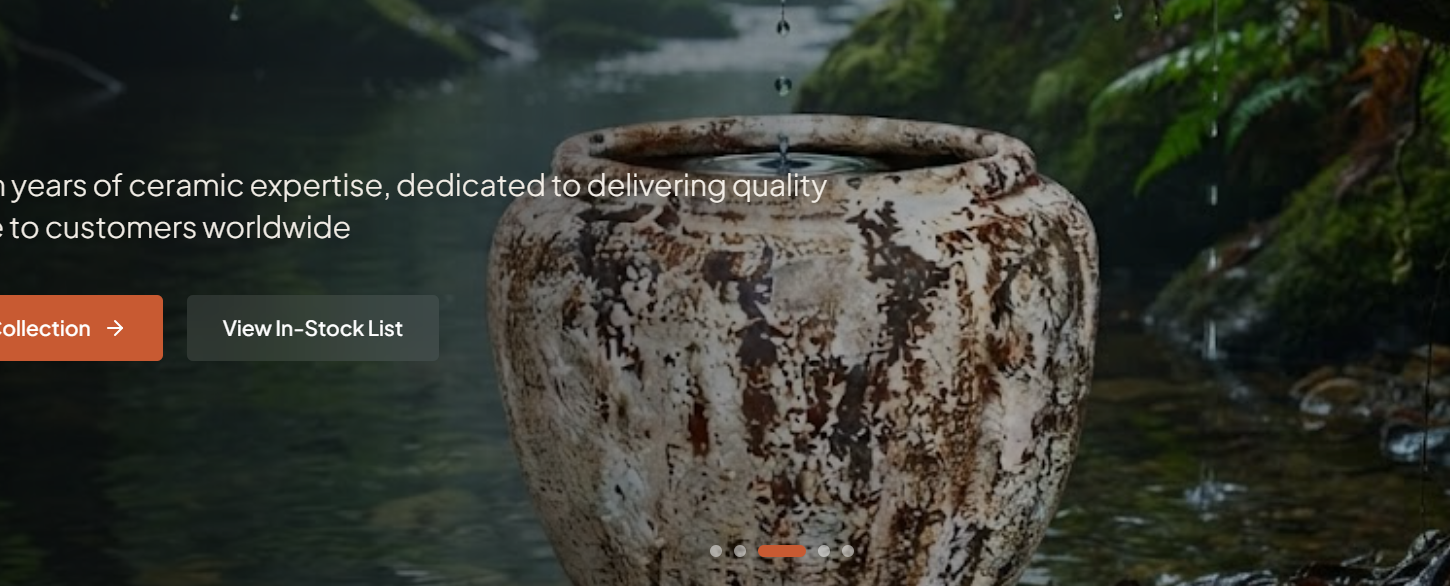 years of ceramic expertise, dedicated to delivering quality
to customers worldwide
Collection →
View In-Stock List